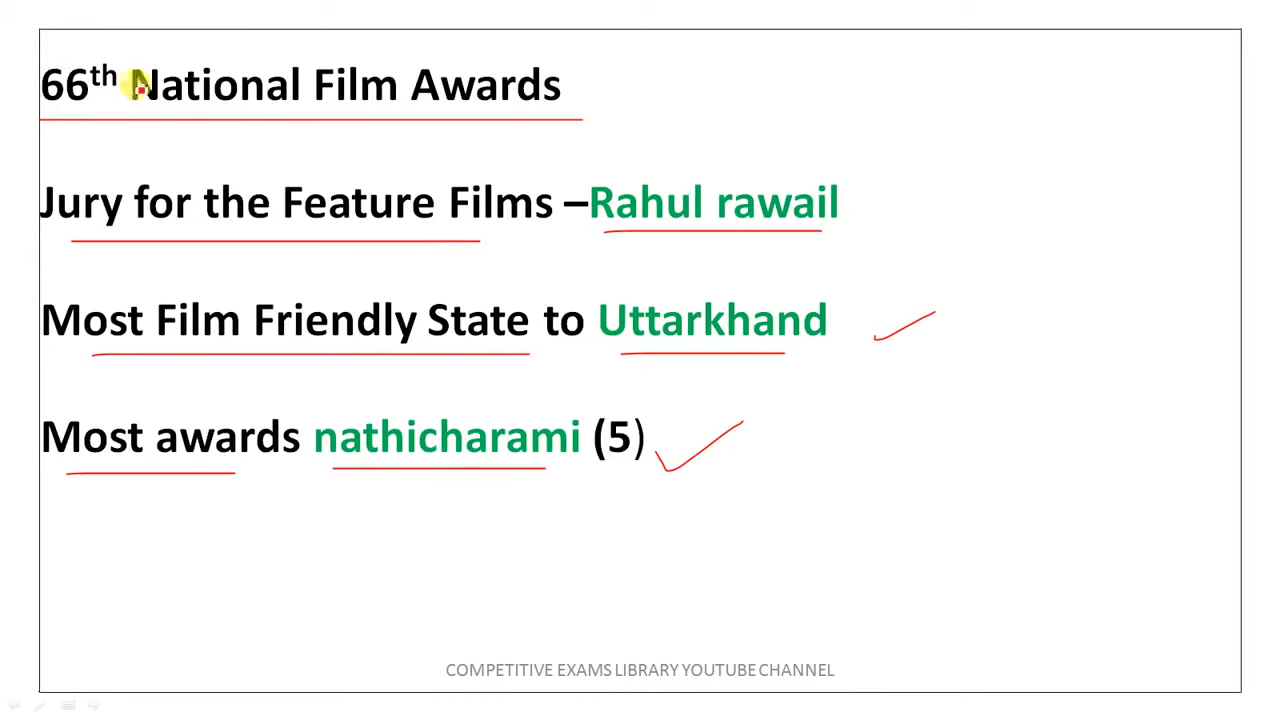 66th National Film Awards
Jury for the Feature Films –Rahul rawail
Most Film Friendly State to Uttarkhand
Most awards nathicharami (5)
COMPETITIVE EXAMS LIBRARY YOUTUBE CHANNEL